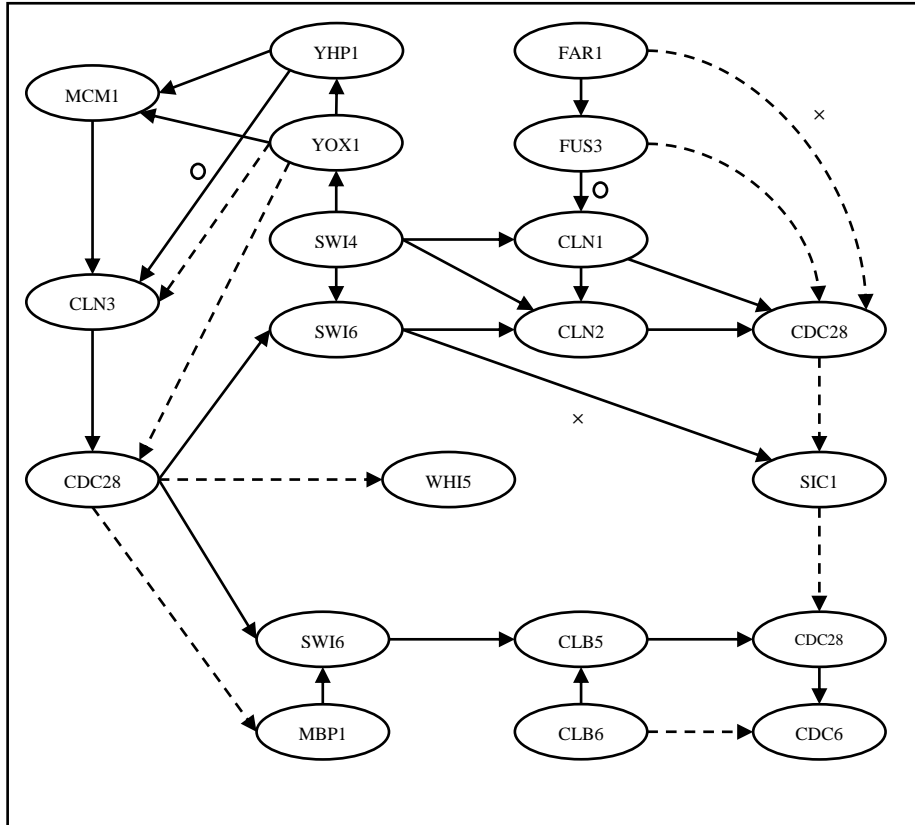 YHP1
FAR1
MCM1
×
YOX1
FUS3
SWI4
CLN1
CLN3
SWI6
CLN2
CDC28
×
CDC28
WHI5
SIC1
SWI6
CLB5
CDC28
MBP1
CLB6
CDC6